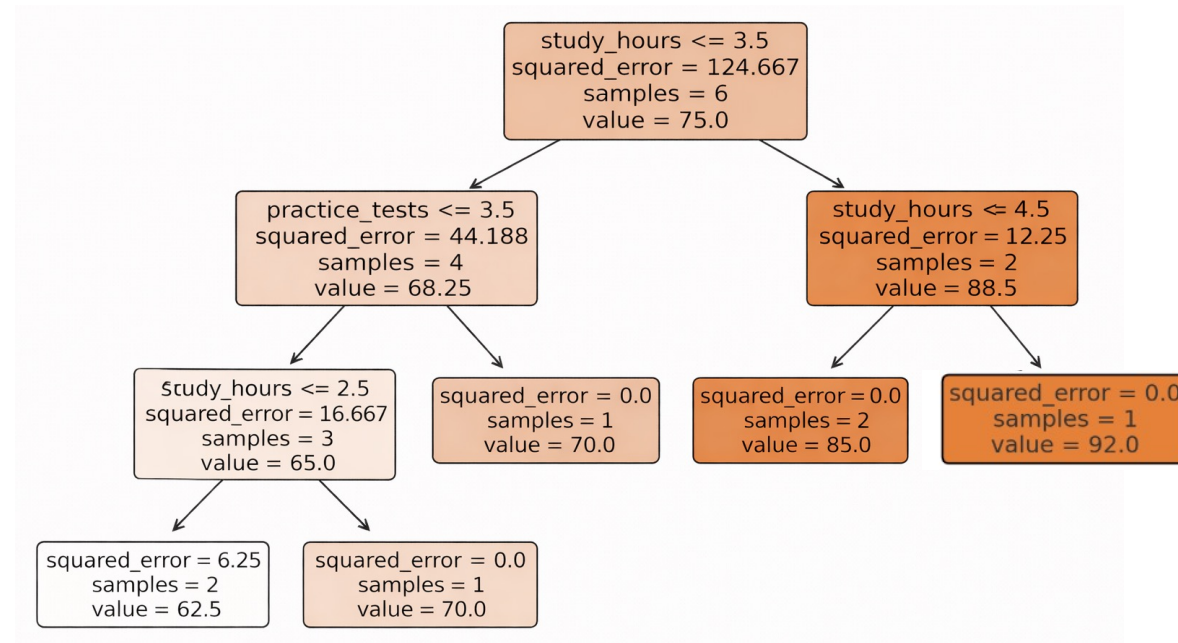 study_hours <= 3.5
squared_error = 124.667
samples = 6
value = 75.0
practice_tests <= 3.5
squared_error = 44.188
samples = 4
value = 68.25
study_hours <= 4.5
squared_error = 12.25
samples = 2
value = 88.5
study_hours <= 2.5
squared_error = 16.667
samples = 3
value = 65.0
squared_error = 0.0
samples = 1
value = 70.0
squared_error = 0.0
samples = 2
value = 85.0
squared_error = 0.0
samples = 1
value = 92.0
squared_error = 6.25
samples = 2
value = 62.5
squared_error = 0.0
samples = 1
value = 70.0